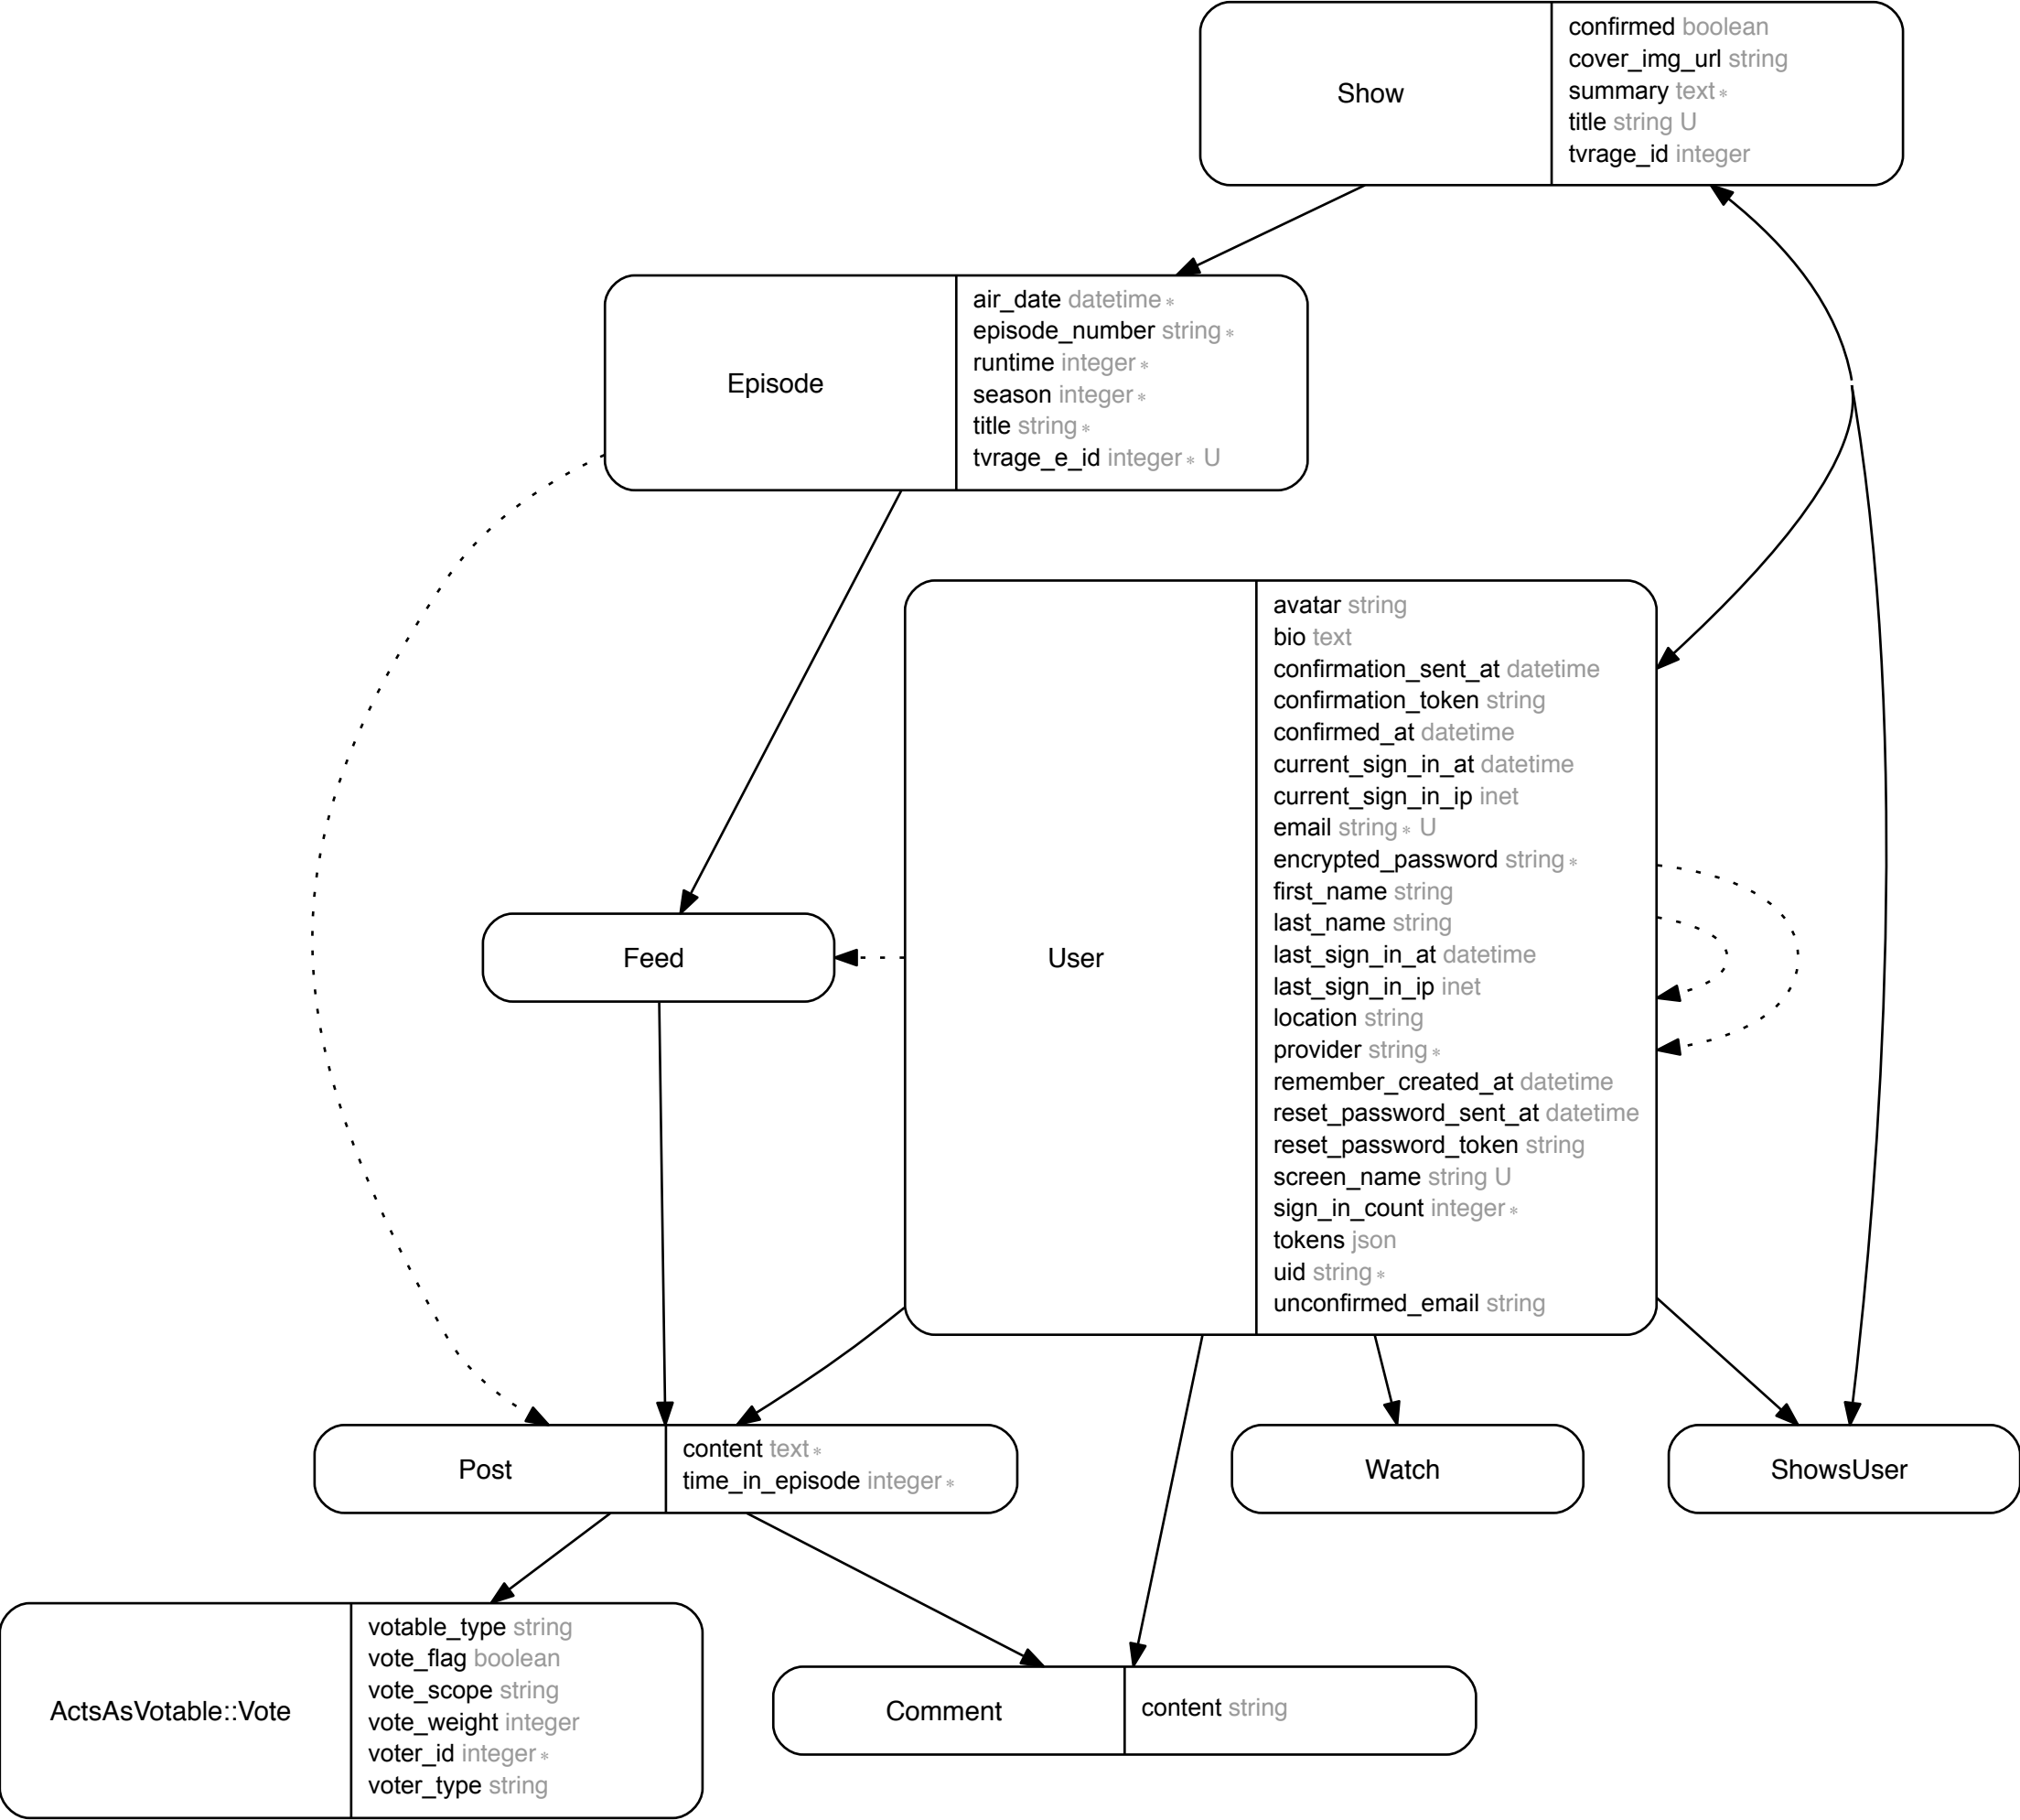 Show
confirmed boolean
cover_img_url string
summary text *
title string U
tvrage_id integer
Episode
air_date datetime *
episode_number string *
runtime integer *
season integer *
title string *
tvrage_e_id integer * U
User
avatar string
bio text
confirmation_sent_at datetime
confirmation_token string
confirmed_at datetime
current_sign_in_at datetime
current_sign_in_ip inet
email string * U
encrypted_password string *
first_name string
last_name string
last_sign_in_at datetime
last_sign_in_ip inet
location string
provider string *
remember_created_at datetime
reset_password_sent_at datetime
reset_password_token string
screen_name string U
sign_in_count integer *
tokens json
uid string *
unconfirmed_email string
Feed
Post
content text *
time_in_episode integer *
Watch
ShowsUser
ActsAsVotable::Vote
votable_type string
vote_flag boolean
vote_scope string
vote_weight integer
voter_id integer *
voter_type string
Comment
content string